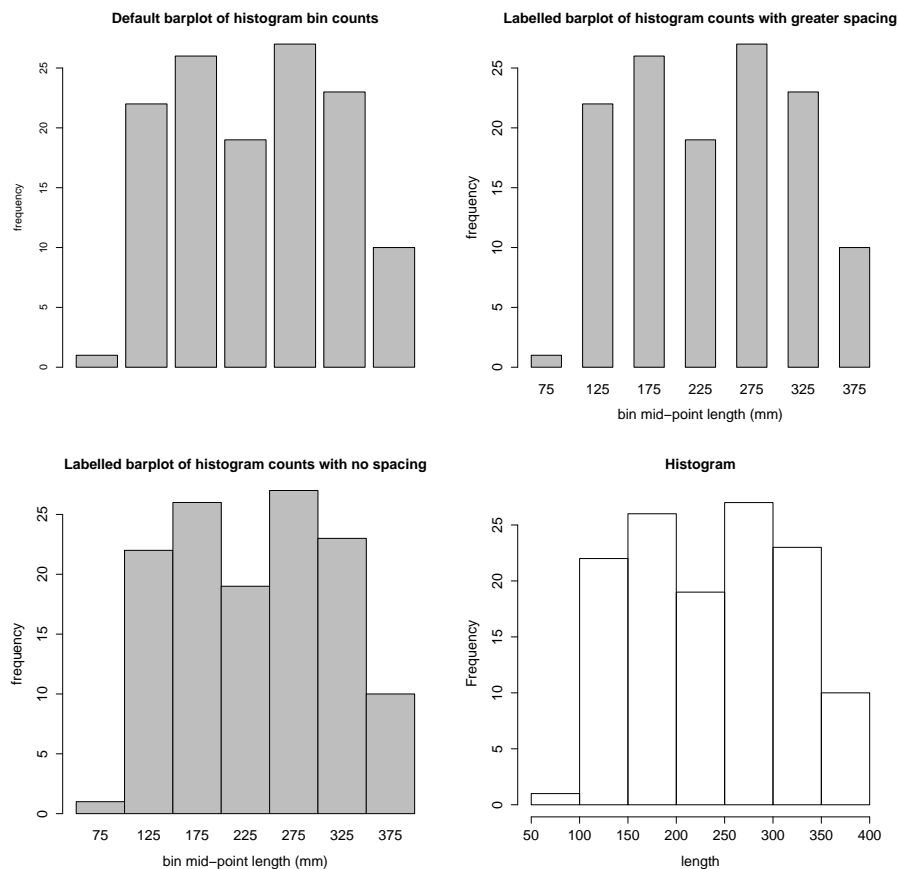 Default barplot of histogram bin counts
frequency
0
5
10
15
20
25
Labelled barplot of histogram counts with greater spacing
frequency
0
5
10
15
20
25
75 125 175 225 275 325 375
bin mid−point length (mm)
Labelled barplot of histogram counts with no spacing
frequency
0
5
10
15
20
25
75 125 175 225 275 325 375
bin mid−point length (mm)
Histogram
Frequency
0
5
10
15
20
25
50 100 150 200 250 300 350 400
length